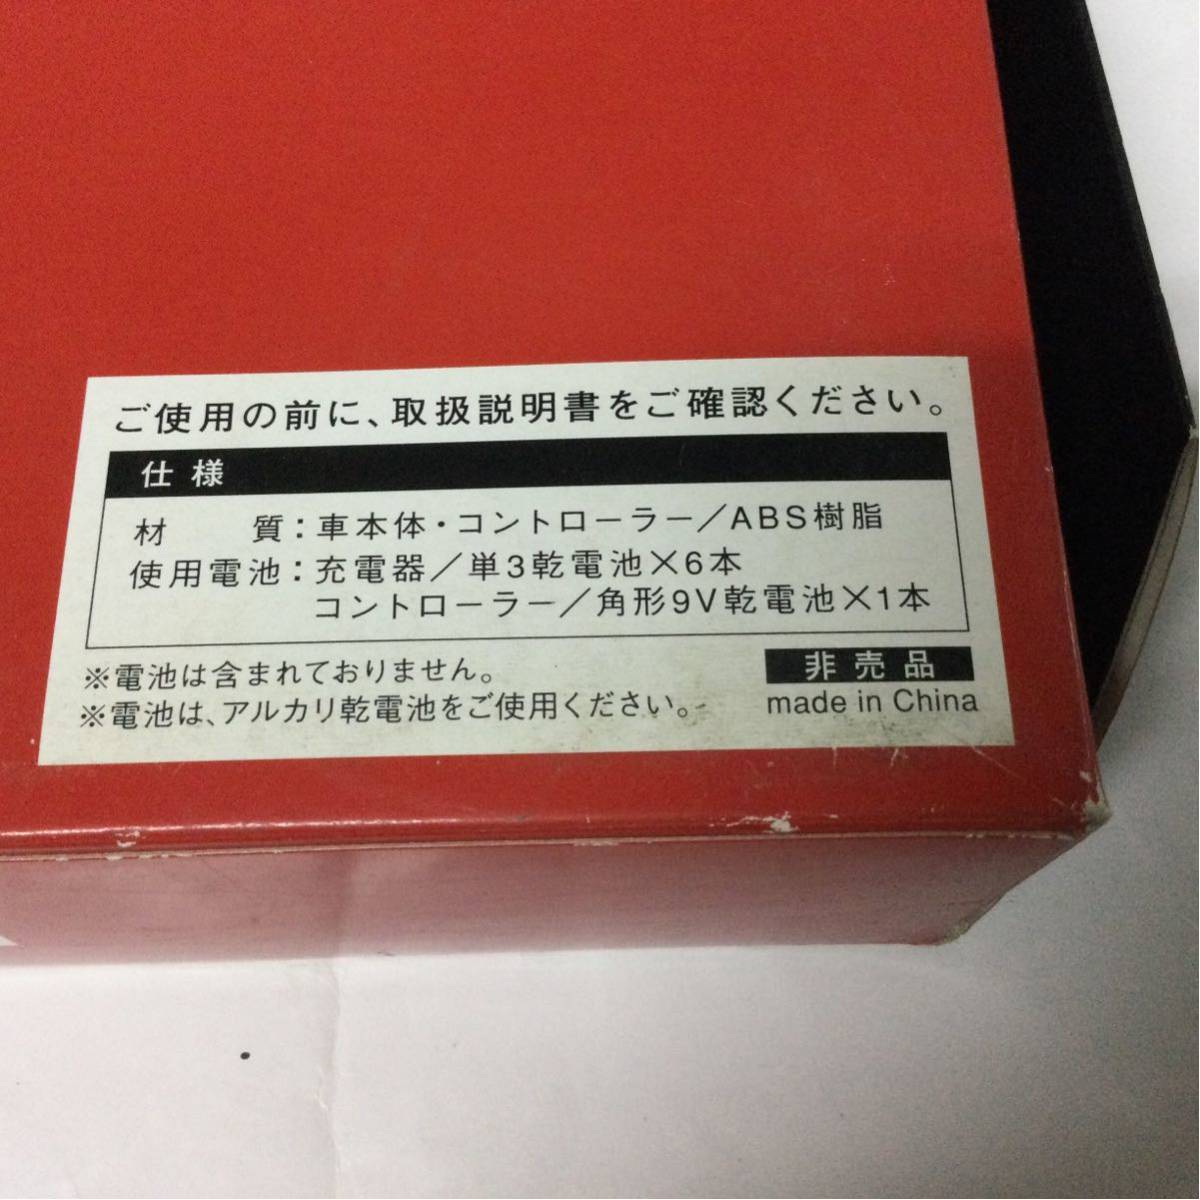 ご使用の前に、取扱説明書をご確認ください。
仕様
材　　質：車本体・コントローラー／ABS樹脂
使用電池：充電器／単3乾電池×6本
コントローラー／角形9V乾電池×1本
※電池は含まれておりません。
※電池は、アルカリ乾電池をご使用ください。
非売品
made in China